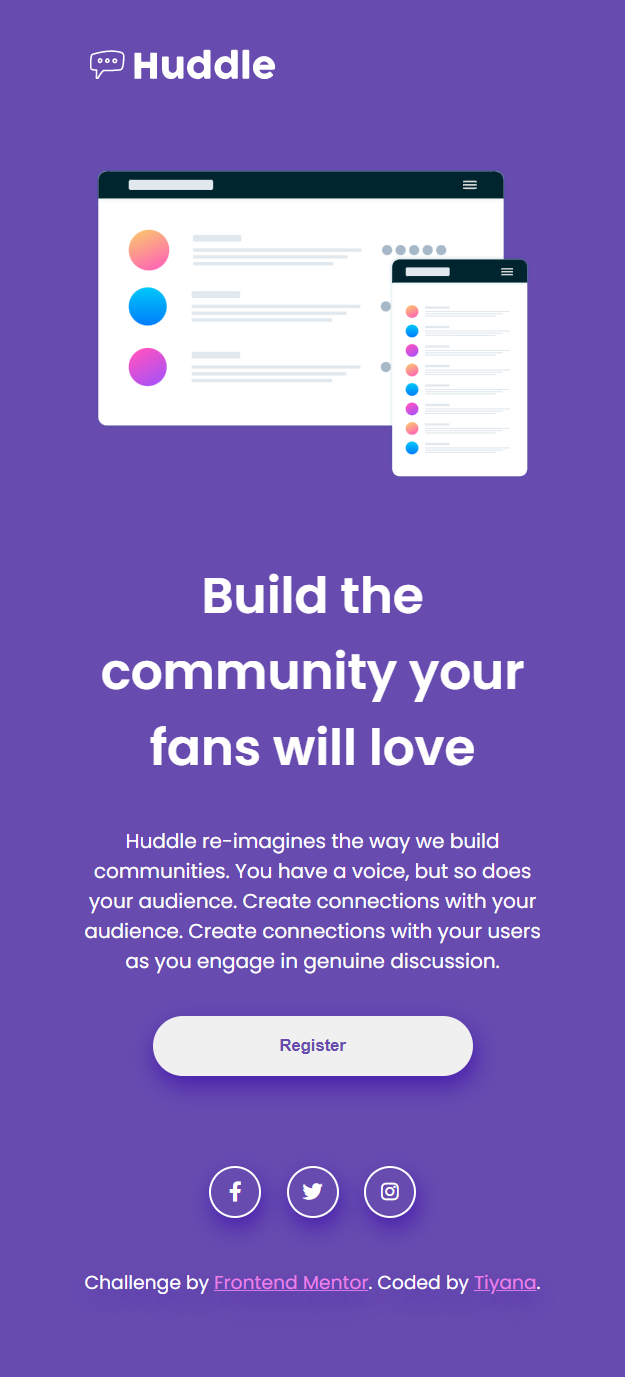 Huddle
Build the
community your
fans will love
Huddle re-imagines the way we build
communities. You have a voice, but so does
your audience. Create connections with your
audience. Create connections with your users
as you engage in genuine discussion.
Register
Challenge by Frontend Mentor. Coded by Tiyana.